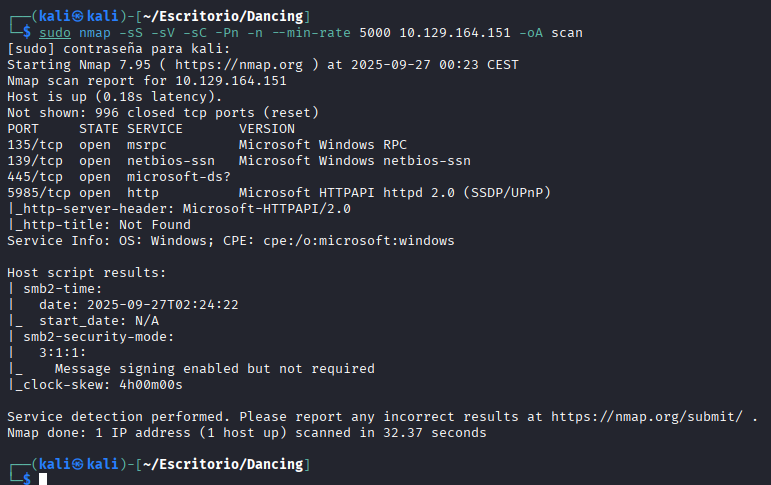 ┌──(kali㉿kali)-[~/Escritorio/Dancing]
└─$ sudo nmap -sS -sV -sC -Pn -n --min-rate 5000 10.129.164.151 -oA scan
[sudo] contraseña para kali:
Starting Nmap 7.95 ( https://nmap.org ) at 2025-09-27 00:23 CEST
Nmap scan report for 10.129.164.151
Host is up (0.18s latency).
Not shown: 996 closed tcp ports (reset)
PORT     STATE SERVICE       VERSION
135/tcp  open  msrpc         Microsoft Windows RPC
139/tcp  open  netbios-ssn   Microsoft Windows netbios-ssn
445/tcp  open  microsoft-ds?
5985/tcp open  http          Microsoft HTTPAPI httpd 2.0 (SSDP/UPnP)
|_http-server-header: Microsoft-HTTPAPI/2.0
|_http-title: Not Found
Service Info: OS: Windows; CPE: cpe:/o:microsoft:windows

Host script results:
| smb2-time:
|   date: 2025-09-27T02:24:22
|_  start_date: N/A
| smb2-security-mode:
|   3:1:1:
|_    Message signing enabled but not required
|_clock-skew: 4h00m00s

Service detection performed. Please report any incorrect results at https://nmap.org/submit/ .
Nmap done: 1 IP address (1 host up) scanned in 32.37 seconds

┌──(kali㉿kali)-[~/Escritorio/Dancing]
└─$